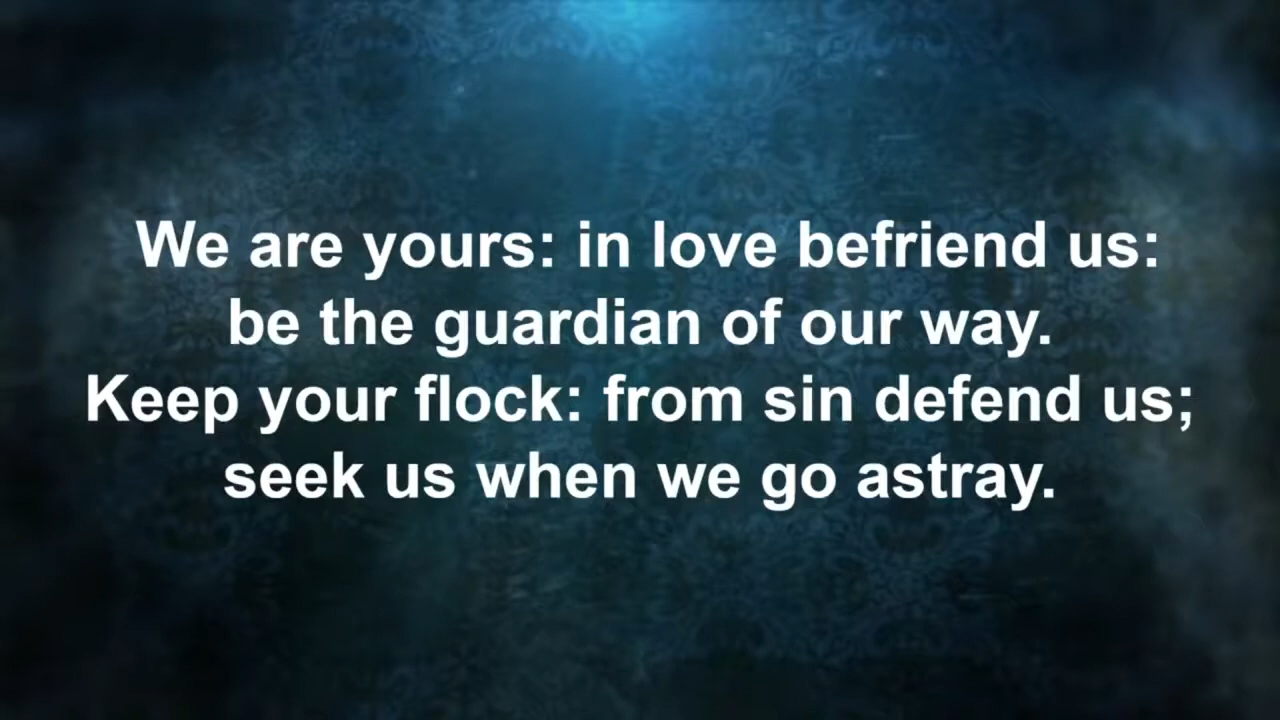 We are yours: in love befriend us:
be the guardian of our way.
Keep your flock: from sin defend us;
seek us when we go astray.